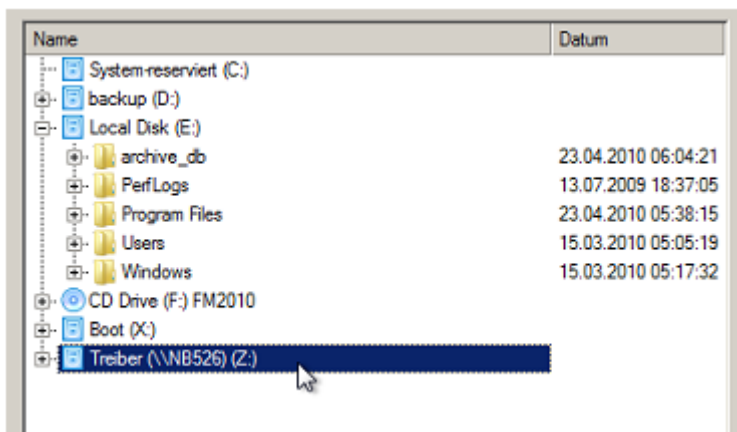 Name Datum
System-reserviert (C:)
backup (D:)
Local Disk (E:)
archive_db 23.04.2010 06:04:21
PerfLogs 13.07.2009 18:37:05
Program Files 23.04.2010 05:38:15
Users 15.03.2010 05:05:19
Windows 15.03.2010 05:17:32
CD Drive (F:) FM2010
Boot (X:)
Treiber (\\NB526) (Z:)